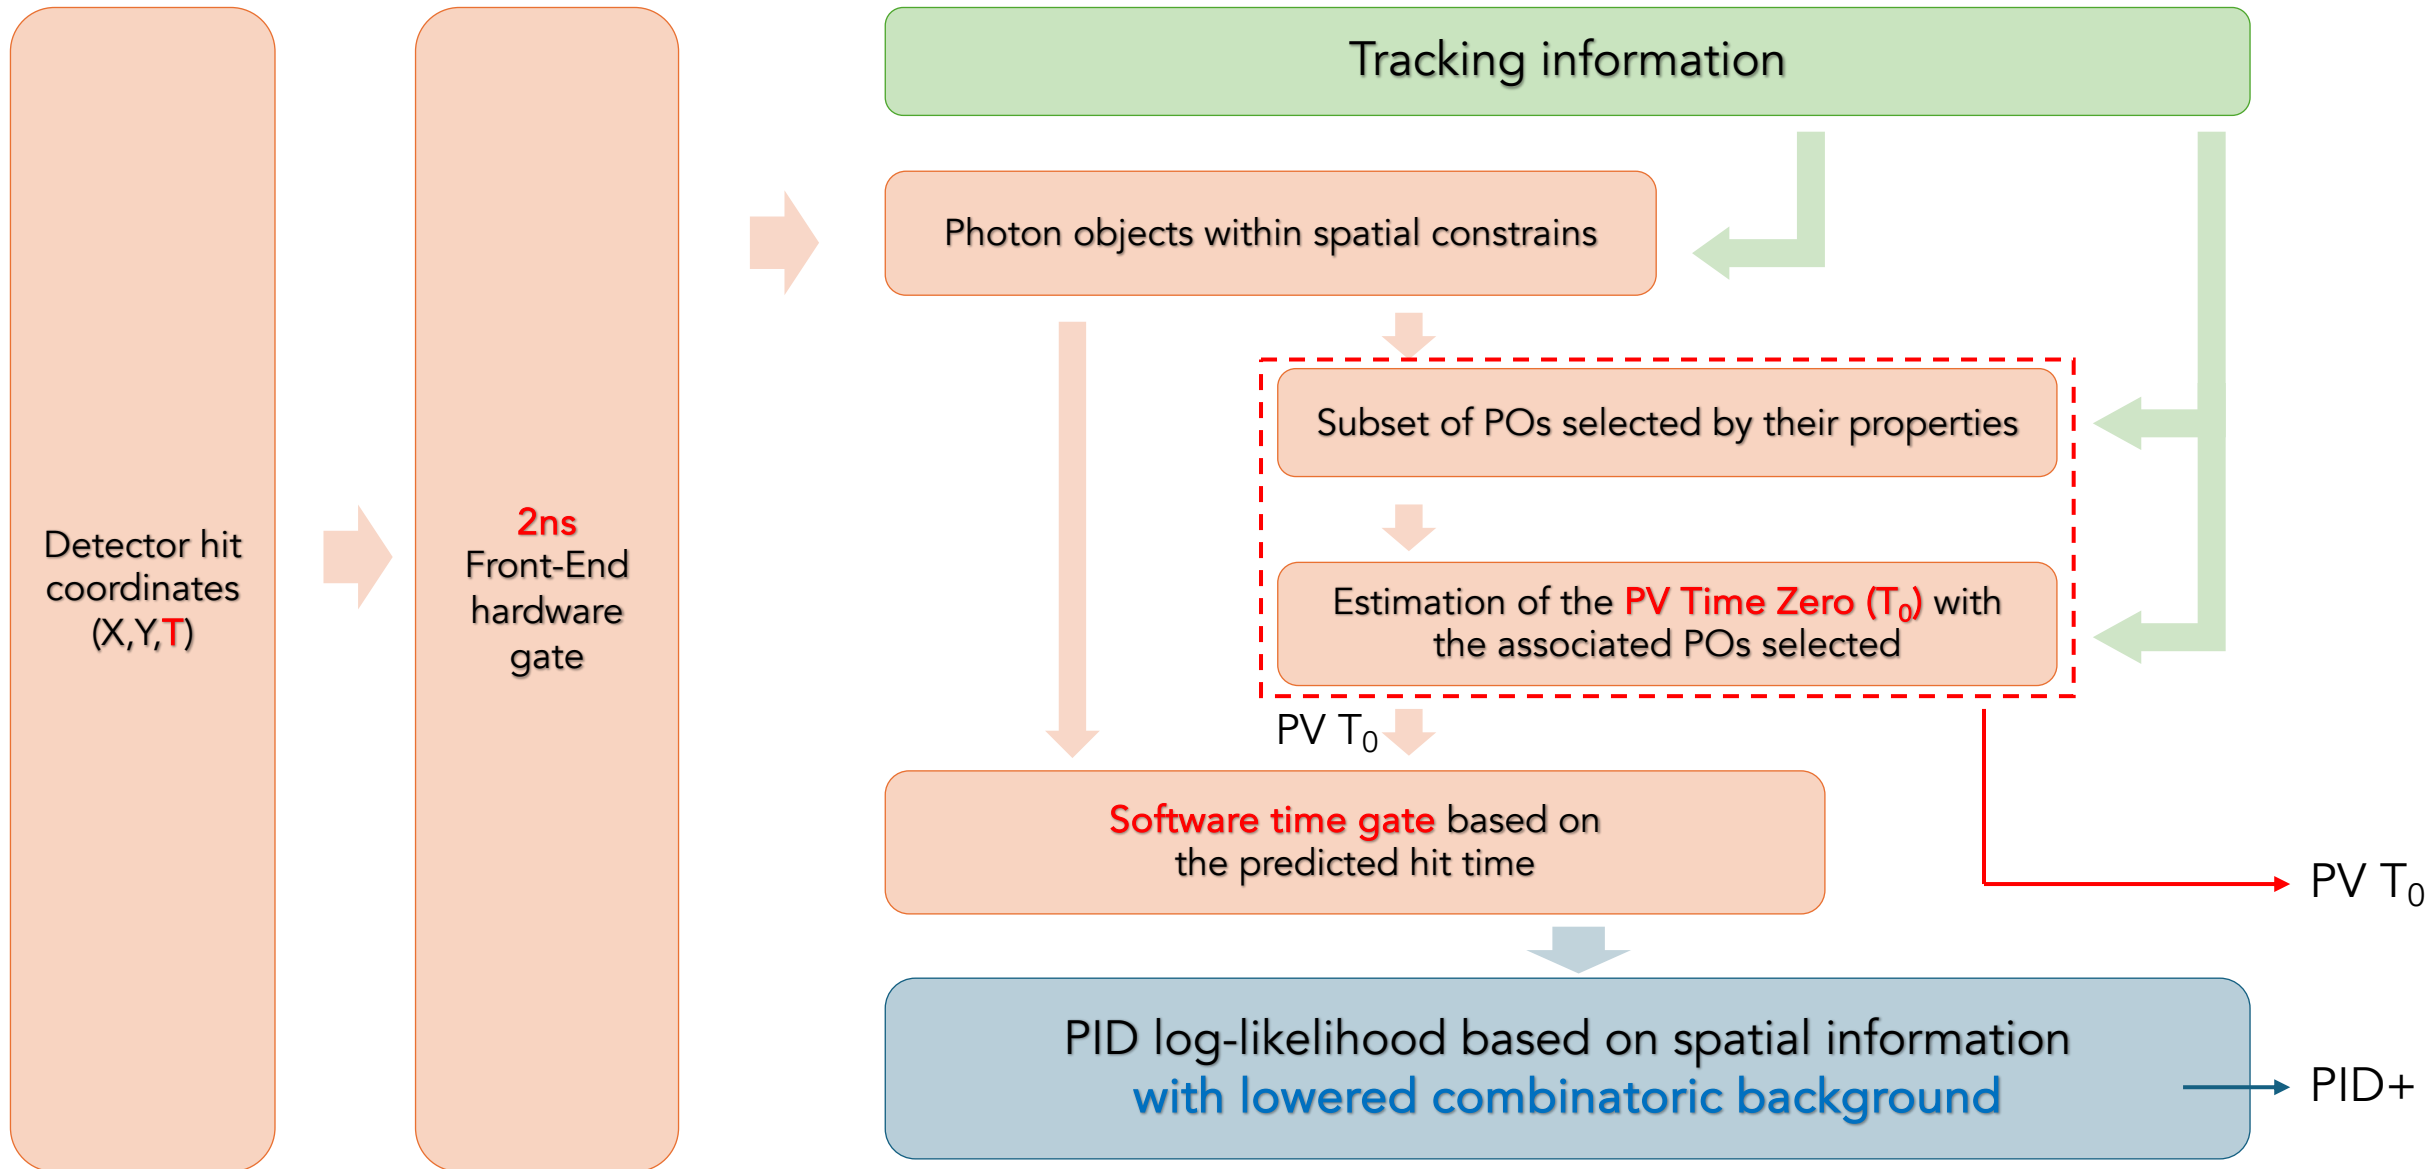 Detector hit
coordinates
(X,Y,T)
2ns
Front-End
hardware
gate
Tracking information
Photon objects within spatial constrains
Subset of POs selected by their properties
Estimation of the PV Time Zero (T₀) with
the associated POs selected
PV T₀
Software time gate based on
the predicted hit time
PV T₀
PID log-likelihood based on spatial information
with lowered combinatoric background
PID+